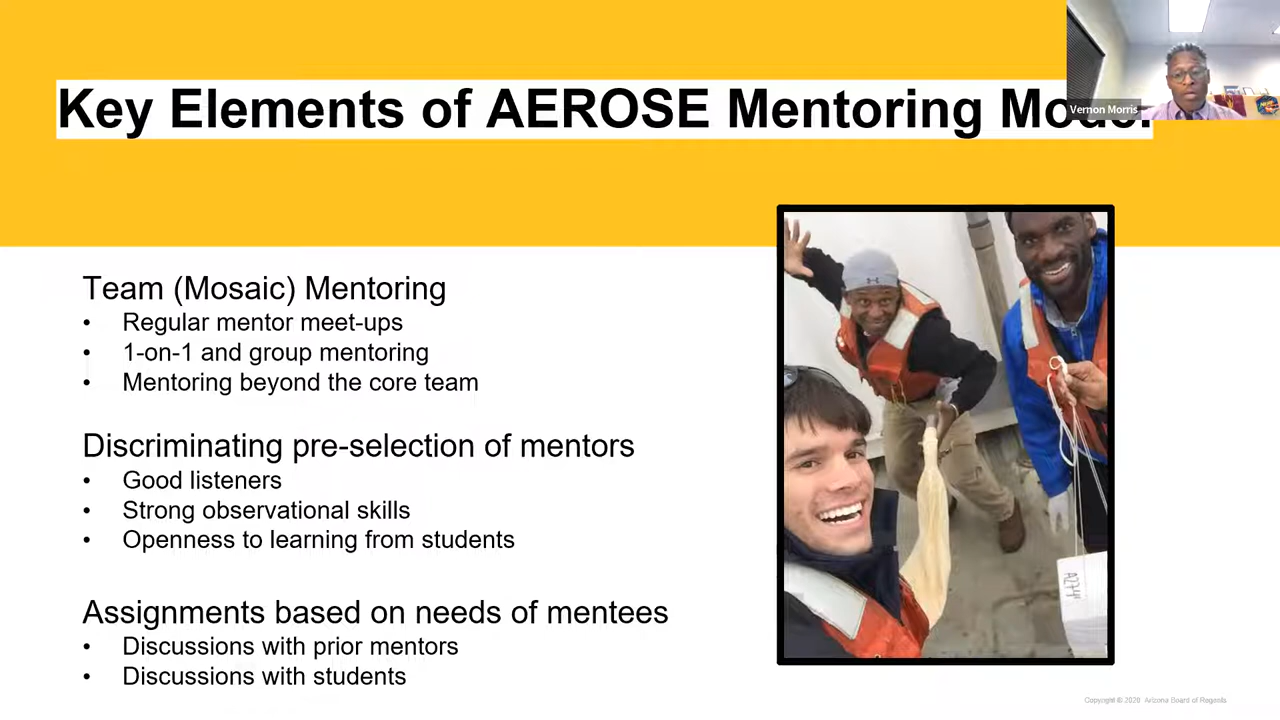 Key Elements of AEROSE Mentoring Model
Vernon Morris
Team (Mosaic) Mentoring
• Regular mentor meet-ups
• 1-on-1 and group mentoring
• Mentoring beyond the core team
Discriminating pre-selection of mentors
• Good listeners
• Strong observational skills
• Openness to learning from students
Assignments based on needs of mentees
• Discussions with prior mentors
• Discussions with students
A274
Copyright © 2020 Arizona Board of Regents